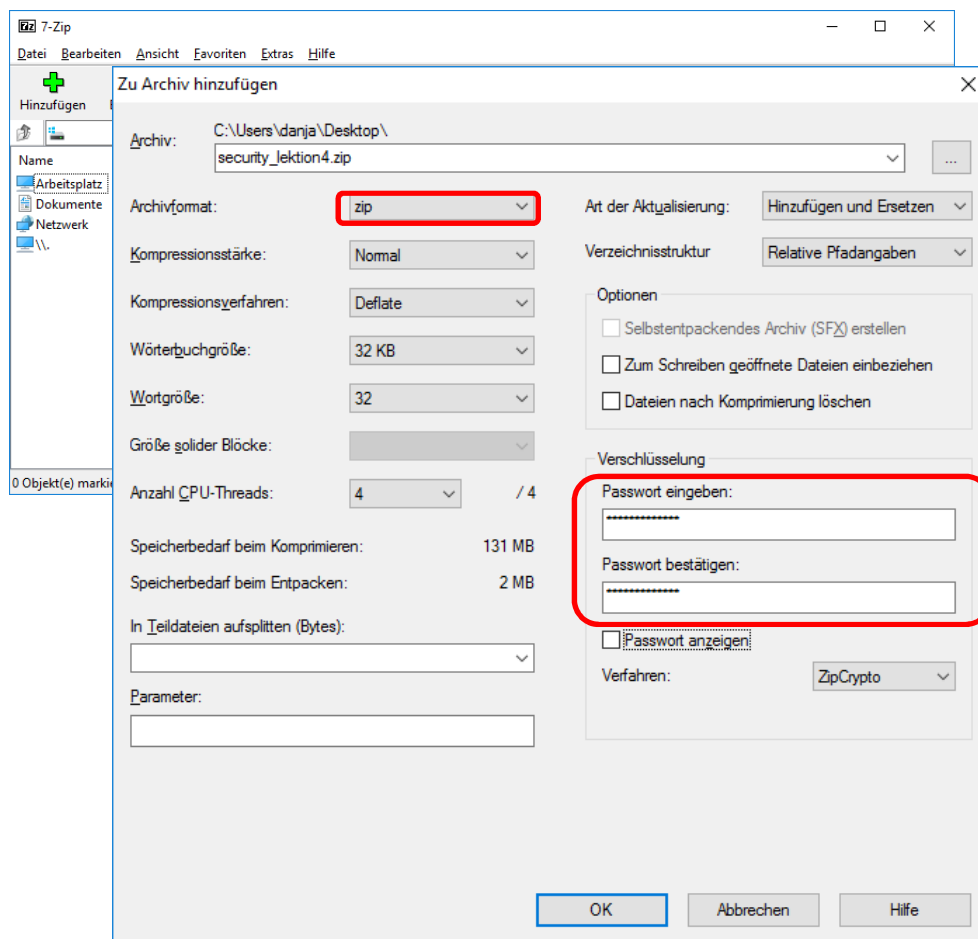 7z 7-Zip
Datei Bearbeiten Ansicht Favoriten Extras Hilfe
Hinzufügen
Name
Arbeitsplatz
Dokumente
Netzwerk
\\.
0 Objekt(e) markie
Zu Archiv hinzufügen
Archiv: C:\Users\danja\Desktop\
security_lektion4.zip
...
Archivformat: zip
Kompressionsstärke: Normal
Kompressionsverfahren: Deflate
Wörterbuchgröße: 32 KB
Wortgröße: 32
Größe solider Blöcke:
Anzahl CPU-Threads: 4 / 4
Speicherbedarf beim Komprimieren: 131 MB
Speicherbedarf beim Entpacken: 2 MB
In Teildateien aufsplitten (Bytes):
Parameter:
Art der Aktualisierung: Hinzufügen und Ersetzen
Verzeichnisstruktur Relative Pfadangaben
Optionen
Selbstentpackendes Archiv (SFX) erstellen
Zum Schreiben geöffnete Dateien einbeziehen
Dateien nach Komprimierung löschen
Verschlüsselung
Passwort eingeben:
*************
Passwort bestätigen:
*************
Passwort anzeigen
Verfahren: ZipCrypto
OK Abbrechen Hilfe